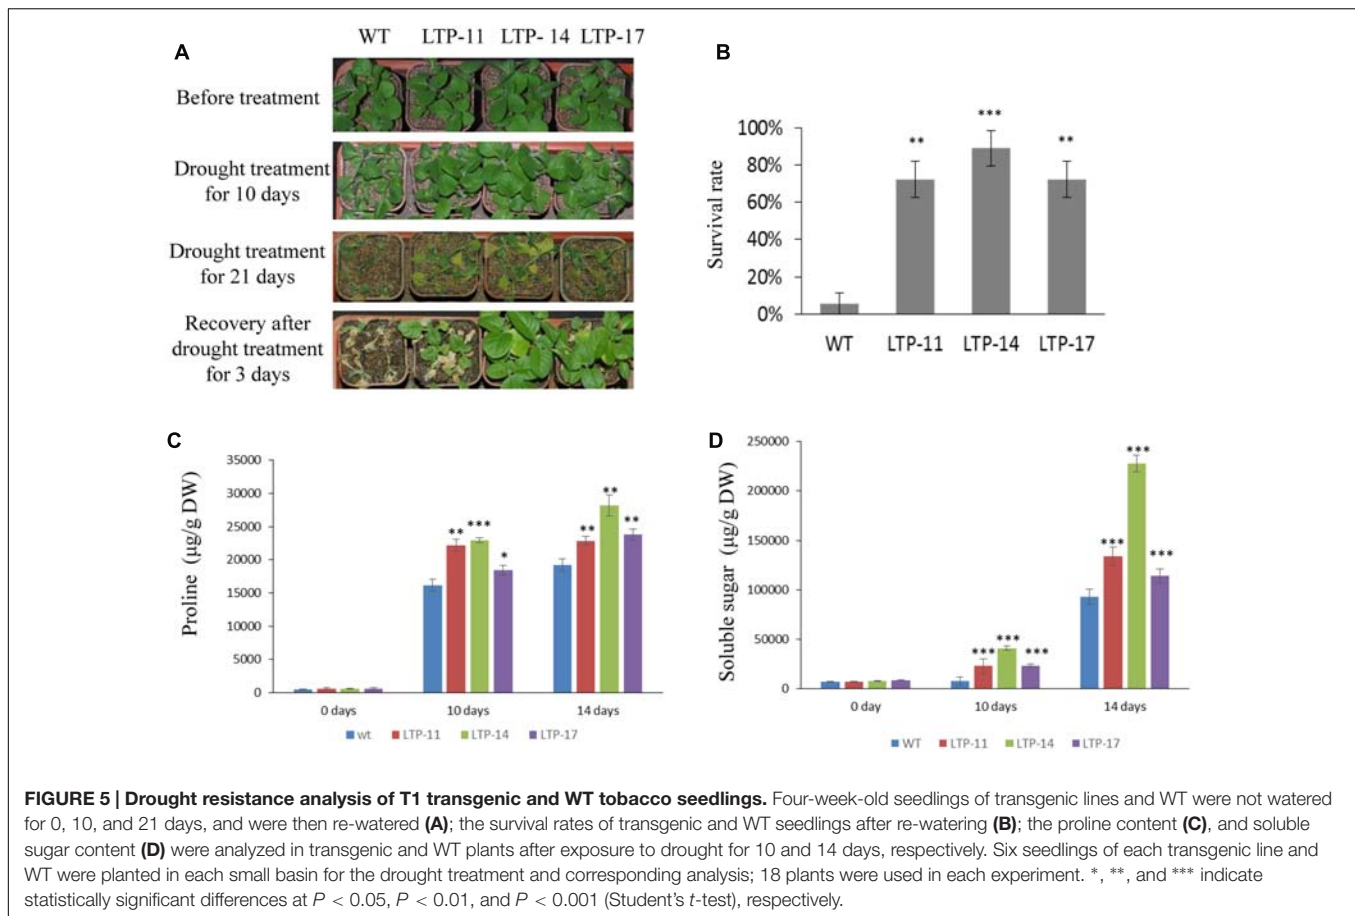 WT LTP-11 LTP- 14 LTP-17
A
Before treatment
Drought treatment
for 10 days
Drought treatment
for 21 days
Recovery after
drought treatment
for 3 days
B
Survival rate
100%
80%
60%
40%
20%
0%
** *** **
WT LTP-11 LTP-14 LTP-17
C
Proline (µg/g DW)
35000
30000
25000
20000
15000
10000
5000
0
** *** *
** ** **
0 days 10 days 14 days
wt LTP-11 LTP-14 LTP-17
D
Soluble sugar (µg/g DW)
250000
200000
150000
100000
50000
0
*** *** ***
*** *** ***
0 day 10 days 14 days
WT LTP-11 LTP-14 LTP-17
FIGURE 5 | Drought resistance analysis of T1 transgenic and WT tobacco seedlings. Four-week-old seedlings of transgenic lines and WT were not watered
for 0, 10, and 21 days, and were then re-watered (A); the survival rates of transgenic and WT seedlings after re-watering (B); the proline content (C), and soluble
sugar content (D) were analyzed in transgenic and WT plants after exposure to drought for 10 and 14 days, respectively. Six seedlings of each transgenic line and
WT were planted in each small basin for the drought treatment and corresponding analysis; 18 plants were used in each experiment. *, **, and *** indicate
statistically significant differences at P < 0.05, P < 0.01, and P < 0.001 (Student's t-test), respectively.